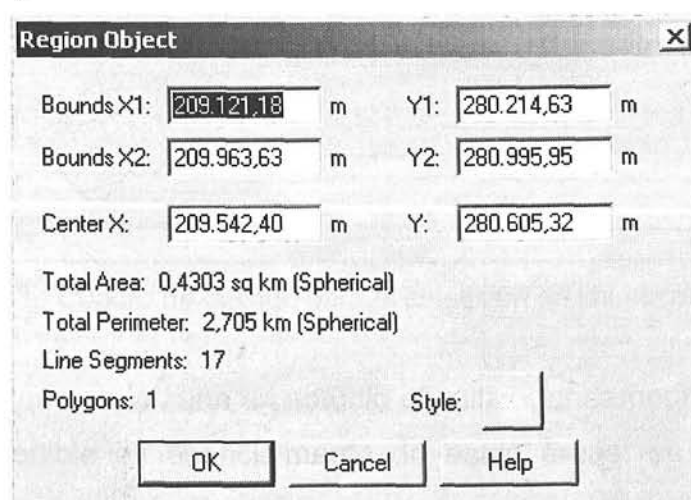 Region Object
Bounds X1: 209.121,18 m Y1: 280.214,63 m
Bounds X2: 209.963,63 m Y2: 280.995,95 m
Center X: 209.542,40 m Y: 280.605,32 m
Total Area: 0,4303 sq km (Spherical)
Total Perimeter: 2,705 km (Spherical)
Line Segments: 17
Polygons: 1 Style:
OK Cancel Help